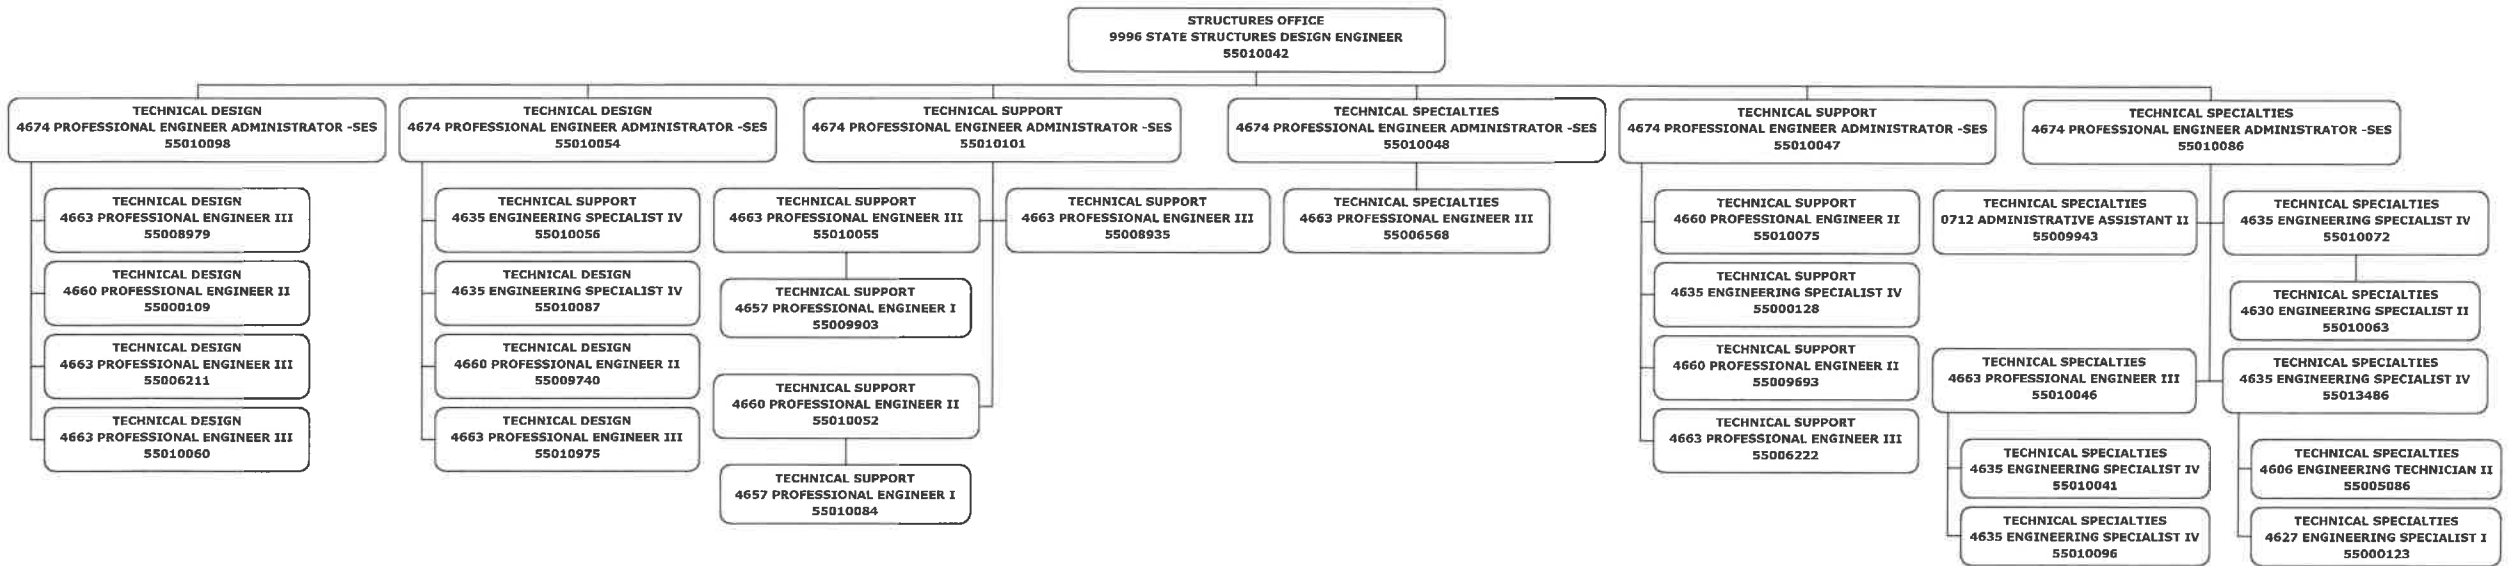 STRUCTURES OFFICE
9996 STATE STRUCTURES DESIGN ENGINEER
55010042
TECHNICAL DESIGN
4674 PROFESSIONAL ENGINEER ADMINISTRATOR -SES
55010098
TECHNICAL DESIGN
4663 PROFESSIONAL ENGINEER III
55008979
TECHNICAL DESIGN
4660 PROFESSIONAL ENGINEER II
55000109
TECHNICAL DESIGN
4663 PROFESSIONAL ENGINEER III
55006211
TECHNICAL DESIGN
4663 PROFESSIONAL ENGINEER III
55010060
TECHNICAL DESIGN
4674 PROFESSIONAL ENGINEER ADMINISTRATOR -SES
55010054
TECHNICAL SUPPORT
4635 ENGINEERING SPECIALIST IV
55010056
TECHNICAL DESIGN
4635 ENGINEERING SPECIALIST IV
55010087
TECHNICAL DESIGN
4660 PROFESSIONAL ENGINEER II
55009740
TECHNICAL DESIGN
4663 PROFESSIONAL ENGINEER III
55010975
TECHNICAL SUPPORT
4674 PROFESSIONAL ENGINEER ADMINISTRATOR -SES
55010101
TECHNICAL SUPPORT
4663 PROFESSIONAL ENGINEER III
55010055
TECHNICAL SUPPORT
4663 PROFESSIONAL ENGINEER III
55008935
TECHNICAL SUPPORT
4657 PROFESSIONAL ENGINEER I
55009903
TECHNICAL SUPPORT
4660 PROFESSIONAL ENGINEER II
55010052
TECHNICAL SUPPORT
4657 PROFESSIONAL ENGINEER I
55010084
TECHNICAL SPECIALTIES
4674 PROFESSIONAL ENGINEER ADMINISTRATOR -SES
55010048
TECHNICAL SPECIALTIES
4663 PROFESSIONAL ENGINEER III
55006568
TECHNICAL SUPPORT
4674 PROFESSIONAL ENGINEER ADMINISTRATOR -SES
55010047
TECHNICAL SUPPORT
4660 PROFESSIONAL ENGINEER II
55010075
TECHNICAL SUPPORT
4635 ENGINEERING SPECIALIST IV
55000128
TECHNICAL SUPPORT
4660 PROFESSIONAL ENGINEER II
55009693
TECHNICAL SUPPORT
4663 PROFESSIONAL ENGINEER III
55006222
TECHNICAL SPECIALTIES
4674 PROFESSIONAL ENGINEER ADMINISTRATOR -SES
55010086
TECHNICAL SPECIALTIES
0712 ADMINISTRATIVE ASSISTANT II
55009943
TECHNICAL SPECIALTIES
4635 ENGINEERING SPECIALIST IV
55010072
TECHNICAL SPECIALTIES
4630 ENGINEERING SPECIALIST II
55010063
TECHNICAL SPECIALTIES
4663 PROFESSIONAL ENGINEER III
55010046
TECHNICAL SPECIALTIES
4635 ENGINEERING SPECIALIST IV
55010041
TECHNICAL SPECIALTIES
4635 ENGINEERING SPECIALIST IV
55010096
TECHNICAL SPECIALTIES
4635 ENGINEERING SPECIALIST IV
55013486
TECHNICAL SPECIALTIES
4606 ENGINEERING TECHNICIAN II
55005086
TECHNICAL SPECIALTIES
4627 ENGINEERING SPECIALIST I
55000123